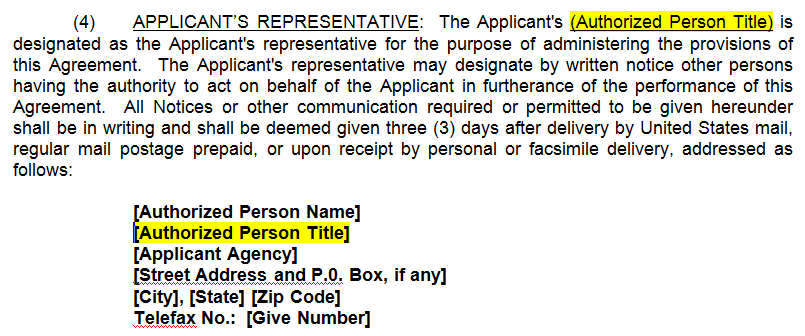 (4) APPLICANT'S REPRESENTATIVE: The Applicant's (Authorized Person Title) is
designated as the Applicant's representative for the purpose of administering the provisions of
this Agreement. The Applicant's representative may designate by written notice other persons
having the authority to act on behalf of the Applicant in furtherance of the performance of this
Agreement. All Notices or other communication required or permitted to be given hereunder
shall be in writing and shall be deemed given three (3) days after delivery by United States mail,
regular mail postage prepaid, or upon receipt by personal or facsimile delivery, addressed as
follows:
[Authorized Person Name]
[Authorized Person Title]
[Applicant Agency]
[Street Address and P.0. Box, if any]
[City], [State] [Zip Code]
Telefax No.: [Give Number]